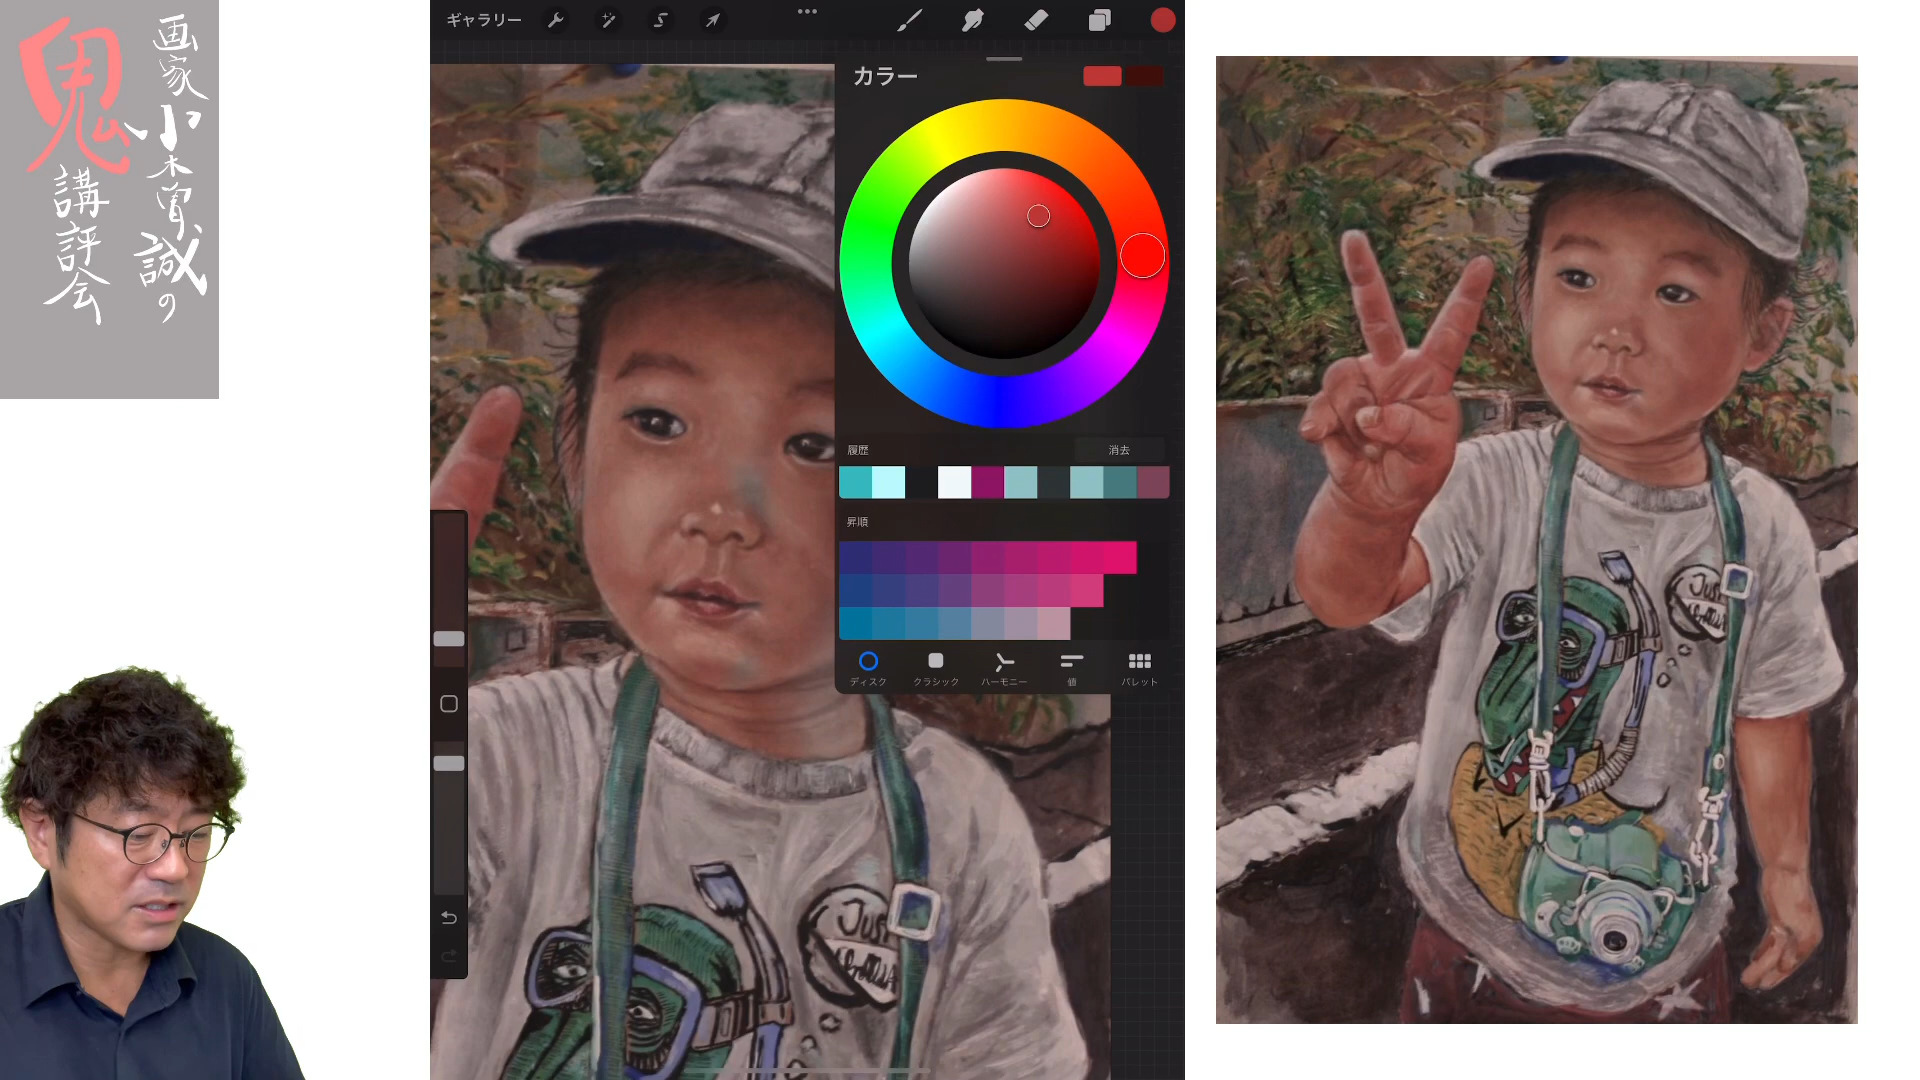 画家小木曽誠の
鬼
講評会
ギャラリー
カラー
履歴
消去
昇順
ディスク
クラシック
ハーモニー
値
パレット
Just
Just